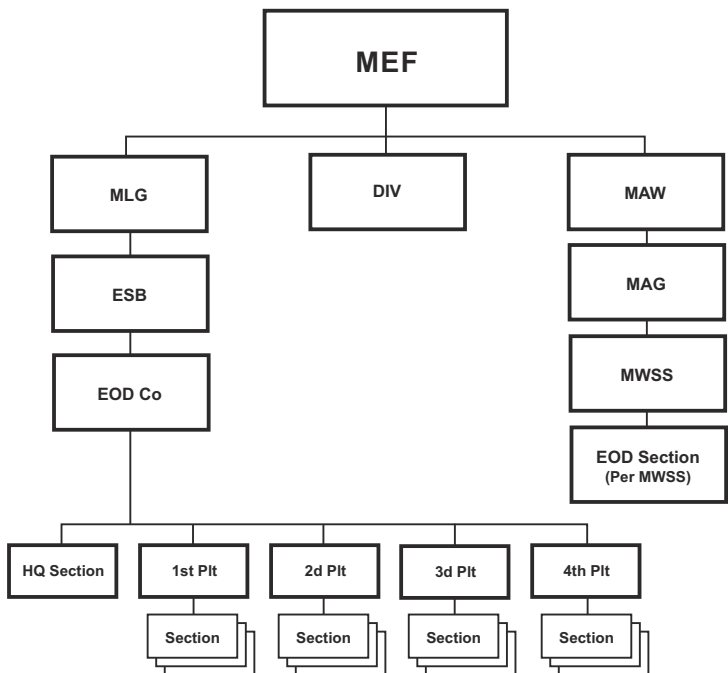 MEF
MLG
DIV
MAW
ESB
MAG
EOD Co
MWSS
EOD Section
(Per MWSS)
HQ Section
1st Plt
2d Plt
3d Plt
4th Plt
Section
Section
Section
Section